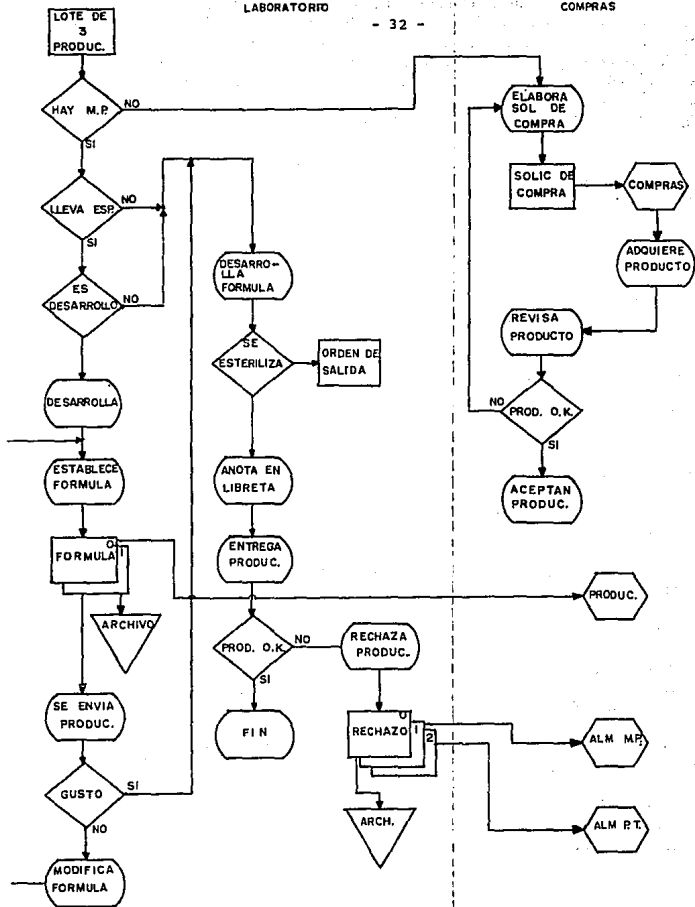 LABORATORIO
COMPRAS
- 32 -
LOTE DE
3
PRODUC.
HAY M.P.
NO
SI
LLEVA ESP.
NO
SI
ES
DESARROLLO
NO
DESARROLLA
ESTABLECE
FORMULA
FORMULA
0
1
ARCHIVO
SE ENVIA
PRODUC.
GUSTO
SI
NO
MODIFICA
FORMULA
DESARRO-
LLA
FORMULA
SE
ESTERILIZA
ORDEN DE
SALIDA
ANOTA EN
LIBRETA
ENTREGA
PRODUC.
PROD. O.K.
NO
SI
FIN
RECHAZA
PRODUC.
RECHAZO
0
1
2
ARCH.
ELABORA
SOL DE
COMPRA
SOLIC DE
COMPRA
COMPRAS
ADQUIERE
PRODUCTO
REVISA
PRODUCTO
NO
PROD. O.K.
SI
ACEPTAN
PRODUC.
PRODUC.
ALM M.P.
ALM P.T.